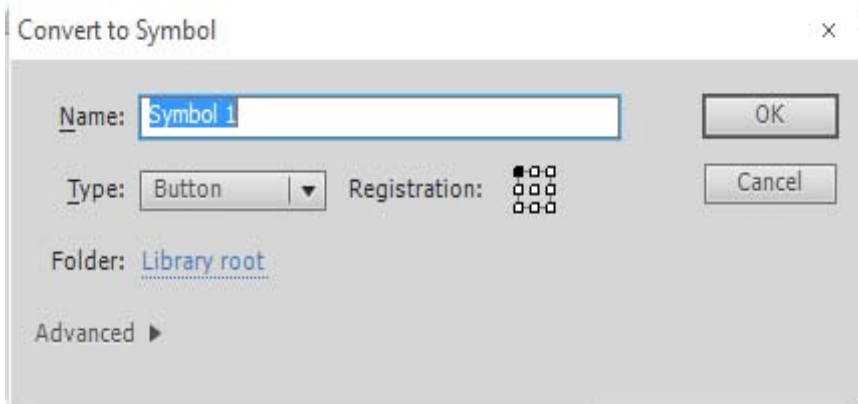 Convert to Symbol
Name: Symbol 1 OK
Type: Button Registration: Cancel
Folder: Library root
Advanced